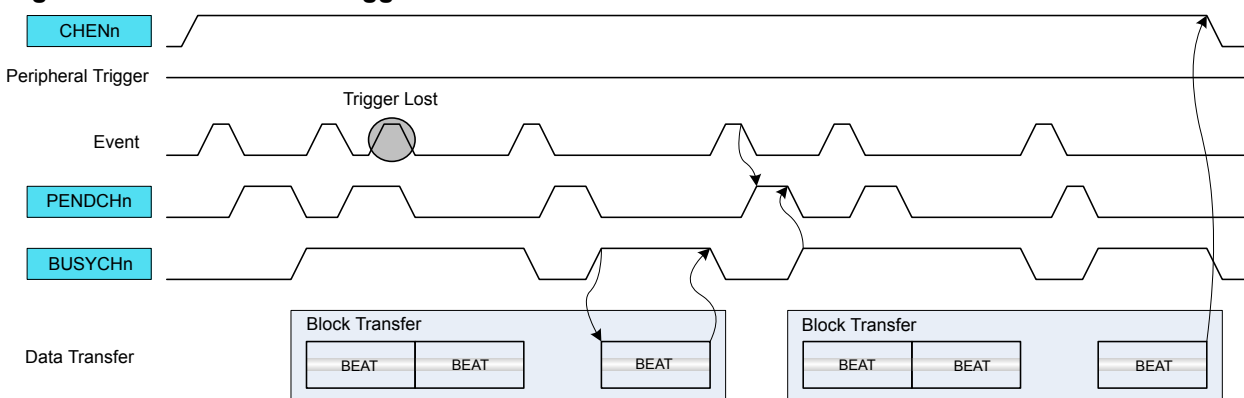 CHENn
Peripheral Trigger
Trigger Lost
Event
PENDCHn
BUSYCHn
Block Transfer
Block Transfer
Data Transfer
BEAT
BEAT
BEAT
BEAT
BEAT
BEAT